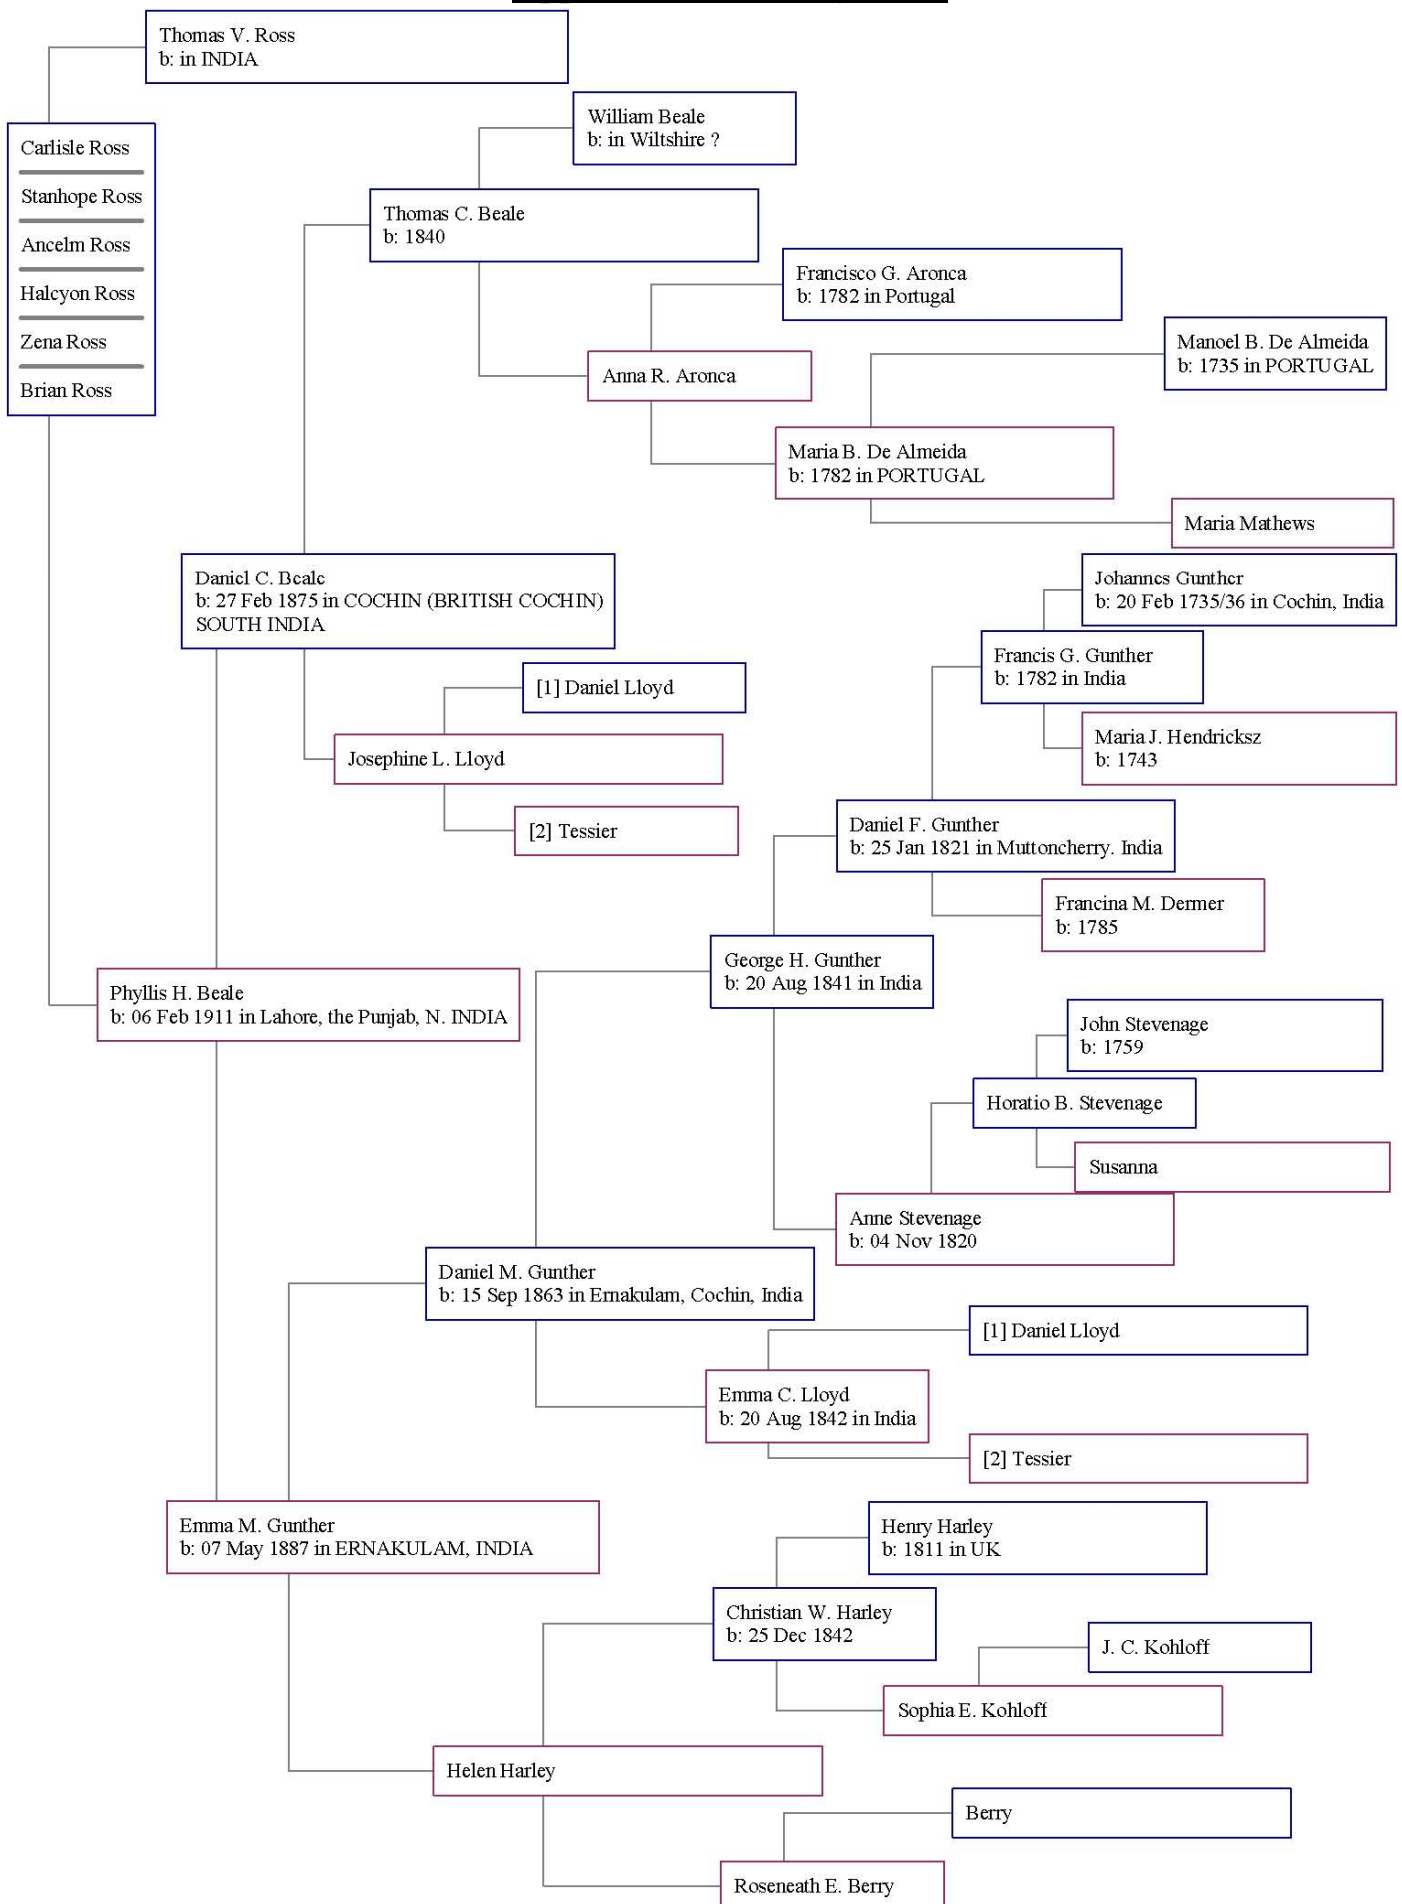 Thomas V. Ross
b: in INDIA
William Beale
b: in Wiltshire ?
Carlisle Ross
Stanhope Ross
Ancelm Ross
Halcyon Ross
Zena Ross
Brian Ross
Thomas C. Beale
b: 1840
Francisco G. Aronca
b: 1782 in Portugal
Manoel B. De Almeida
b: 1735 in PORTUGAL
Anna R. Aronca
Maria B. De Almeida
b: 1782 in PORTUGAL
Maria Mathews
Daniel C. Beale
b: 27 Feb 1875 in COCHIN (BRITISH COCHIN)
SOUTH INDIA
Johannes Gunther
b: 20 Feb 1735/36 in Cochin, India
Francis G. Gunther
b: 1782 in India
[1] Daniel Lloyd
Maria J. Hendricksz
b: 1743
Josephine L. Lloyd
[2] Tessier
Daniel F. Gunther
b: 25 Jan 1821 in Muttoncherry. India
Francina M. Dermer
b: 1785
George H. Gunther
b: 20 Aug 1841 in India
Phyllis H. Beale
b: 06 Feb 1911 in Lahore, the Punjab, N. INDIA
John Stevenage
b: 1759
Horatio B. Stevenage
Susanna
Anne Stevenage
b: 04 Nov 1820
Daniel M. Gunther
b: 15 Sep 1863 in Ernakulam, Cochin, India
[1] Daniel Lloyd
Emma C. Lloyd
b: 20 Aug 1842 in India
[2] Tessier
Emma M. Gunther
b: 07 May 1887 in ERNAKULAM, INDIA
Henry Harley
b: 1811 in UK
Christian W. Harley
b: 25 Dec 1842
J. C. Kohloff
Sophia E. Kohloff
Helen Harley
Berry
Roseneath E. Berry